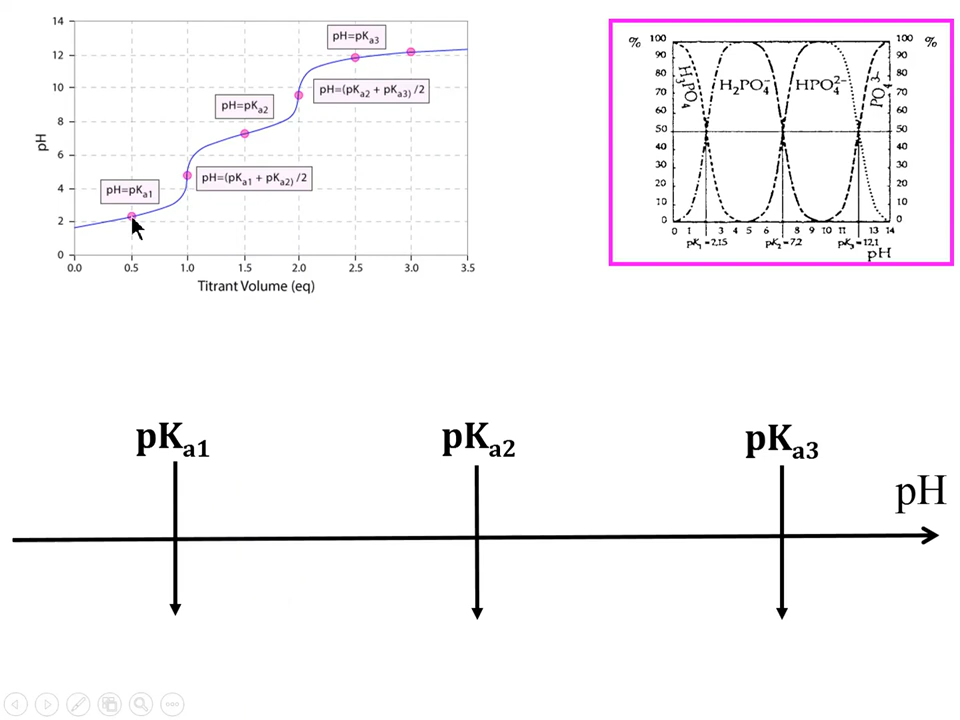 14
12
10
8
6
4
2
0
pH
0.0 0.5 1.0 1.5 2.0 2.5 3.0 3.5
Titrant Volume (eq)
pH=pKa1
pH=(pKa1 + pKa2)/2
pH=pKa2
pH=(pKa2 + pKa3)/2
pH=pKa3
% 100 100 %
90 90
80 80
70 70
60 60
50 50
40 40
30 30
20 20
10 10
0 0
H₃PO₄
H₂PO₄⁻
HPO₄²⁻
PO₄³⁻
0 1 3 4 5 6 8 9 10 11 13 14
pK₁=2,15 pK₂=7,2 pK₃=12,1
pH
pKa1 pKa2 pKa3
pH